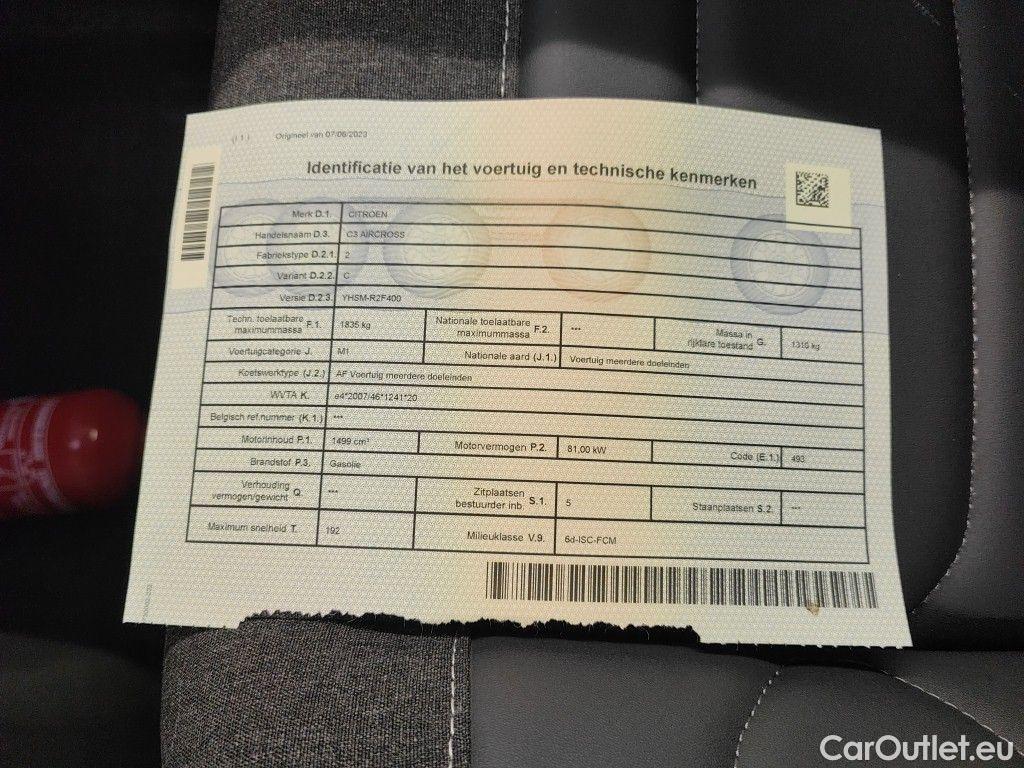 (I.1.)
Origineel van 07/06/2023
Identificatie van het voertuig en technische kenmerken
Merk D.1. CITROEN
Handelsnaam D.3. C3 AIRCROSS
Fabriekstype D.2.1. 2
Variant D.2.2. C
Versie D.2.3. YHSM-R2F400
Techn. toelaatbare maximummassa F.1. 1835 kg Nationale toelaatbare maximummassa F.2. --- Massa in rijklare toestand G. 1315 kg
Voertuigcategorie J. M1 Nationale aard (J.1.) Voertuig meerdere doeleinden
Koetswerktype (J.2.) AF Voertuig meerdere doeleinden
WVTA K. e4*2007/46*1241*20
Belgisch ref.nummer (K.1.) ---
Motorinhoud P.1. 1499 cm³ Motorvermogen P.2. 81,00 kW Code (E.1.) 493
Brandstof P.3. Gasolie
Verhouding vermogen/gewicht Q. --- Zitplaatsen bestuurder inb. S.1. 5 Staanplaatsen S.2. ---
Maximum snelheid T. 192 Milieuklasse V.9. 6d-ISC-FCM
CarOutlet.eu